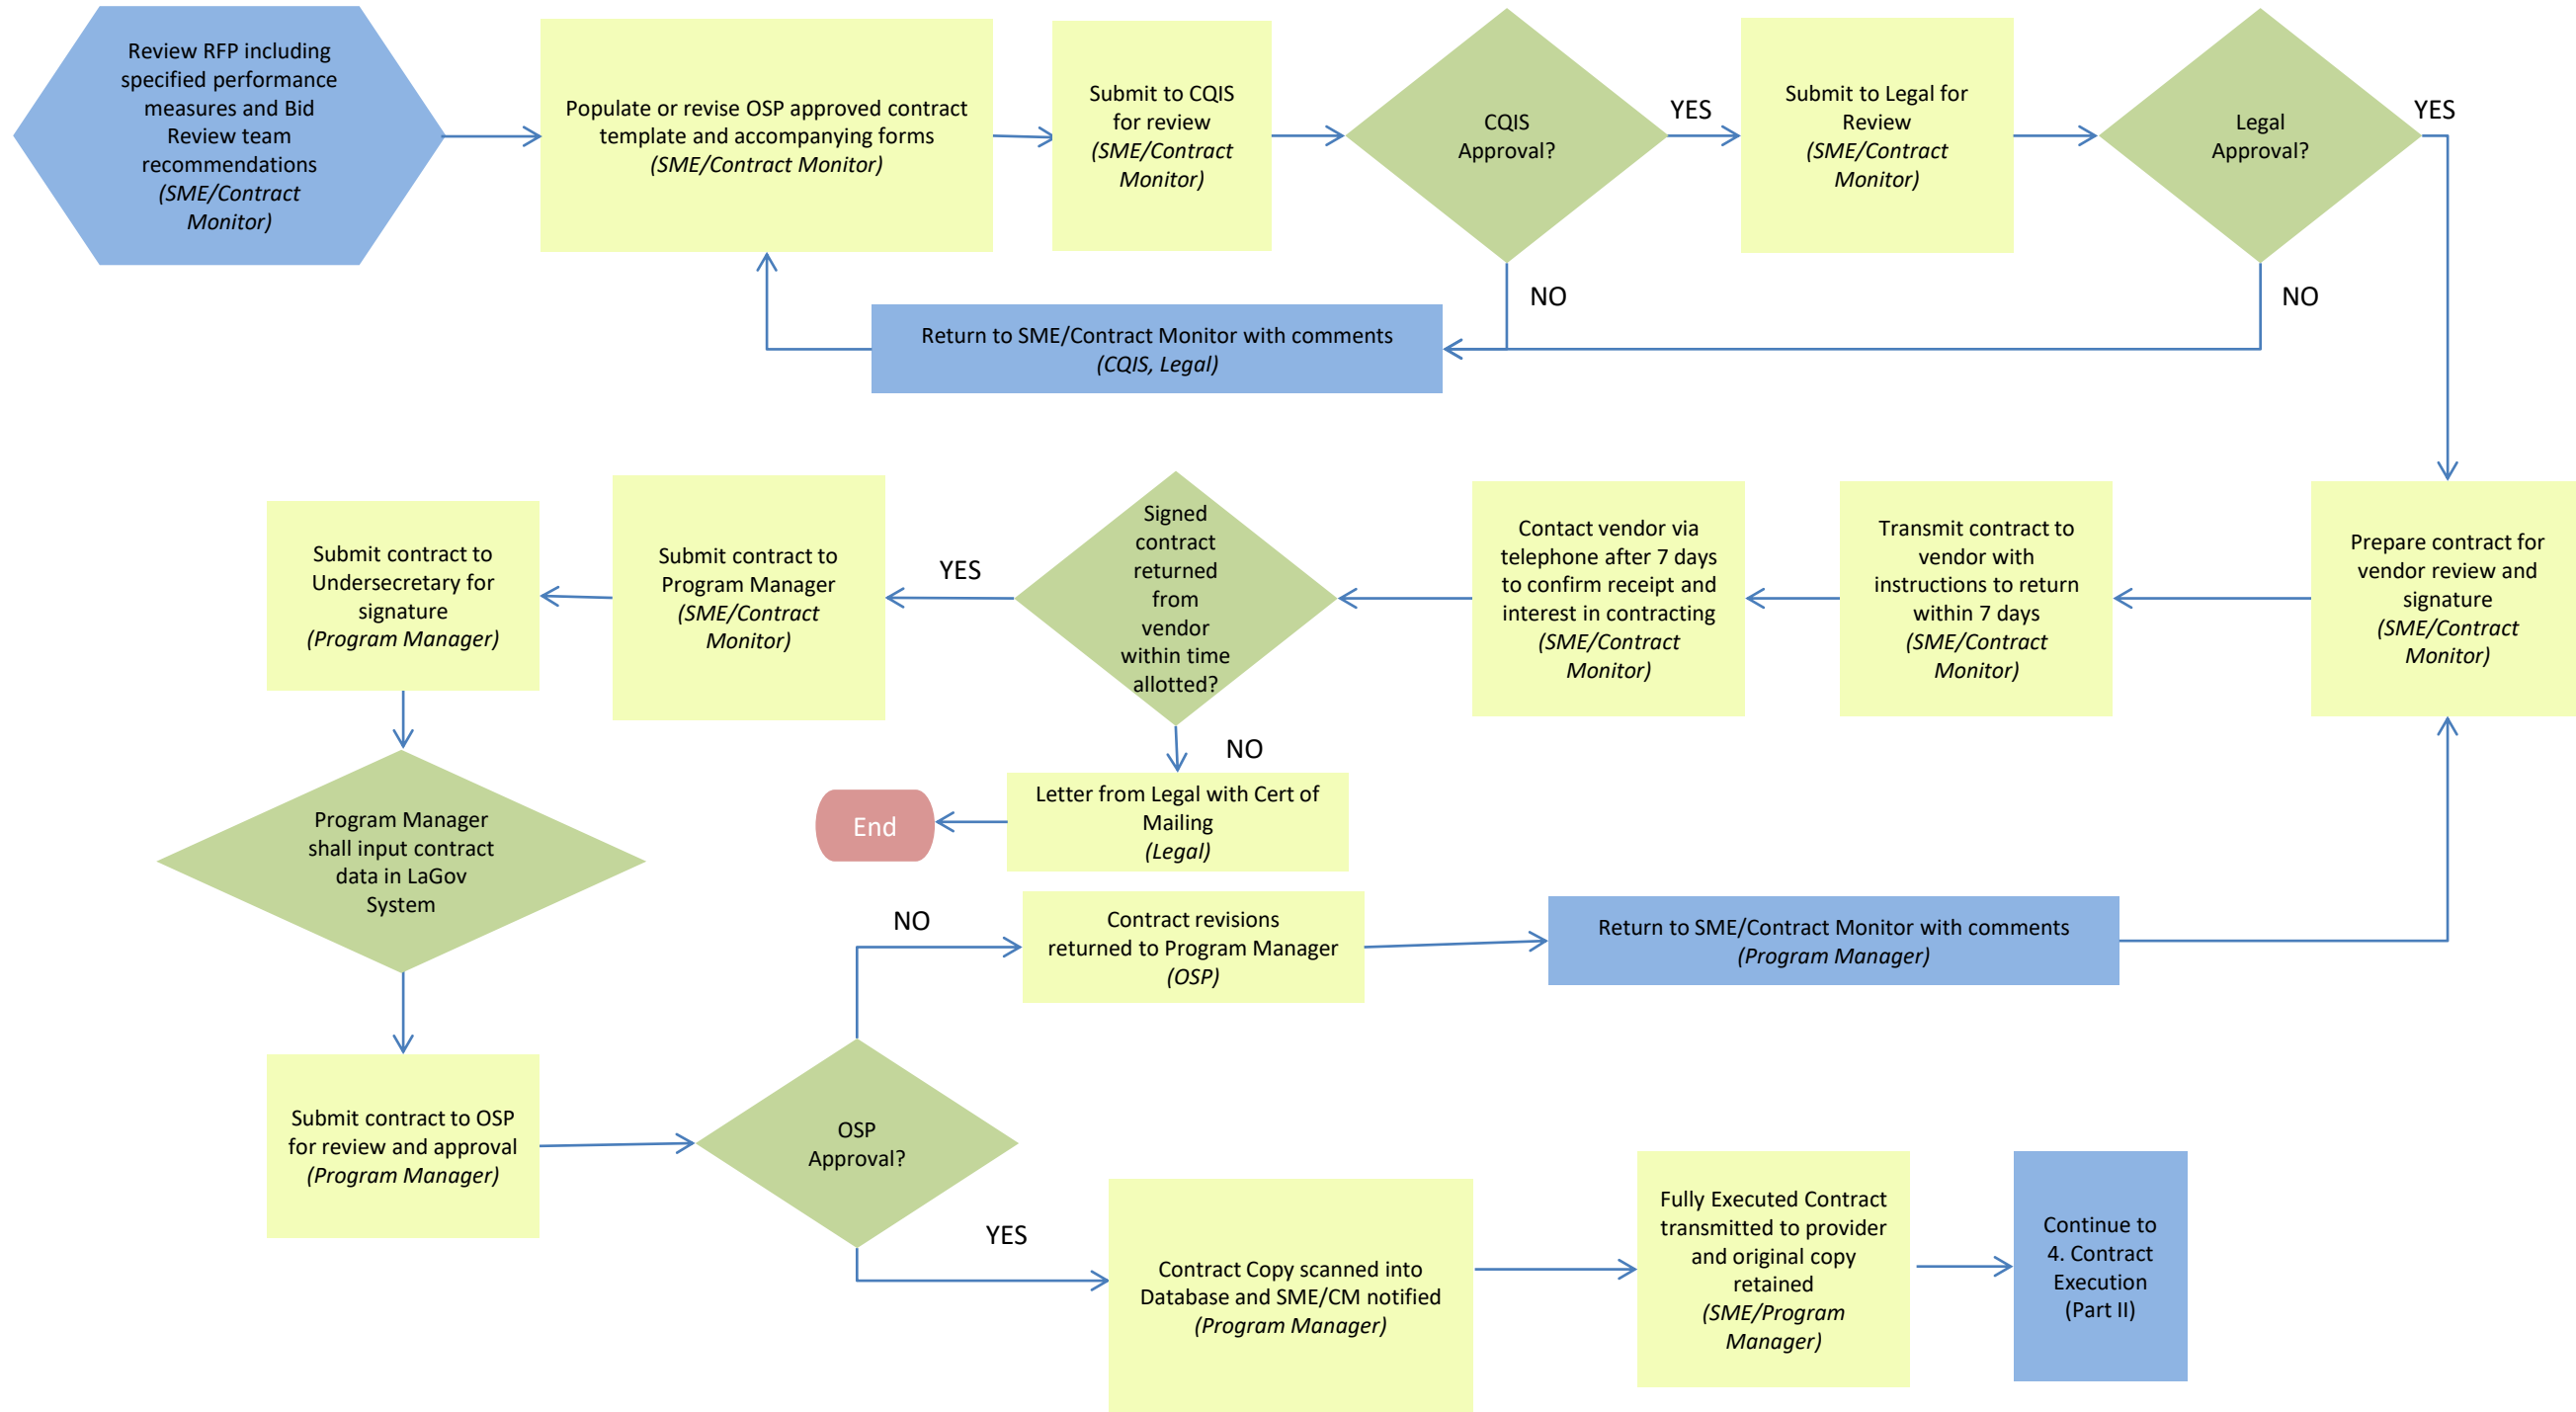 Review RFP including
specified performance
measures and Bid
Review team
recommendations
(SME/Contract
Monitor)
Populate or revise OSP approved contract
template and accompanying forms
(SME/Contract Monitor)
Submit to CQIS
for review
(SME/Contract
Monitor)
CQIS
Approval?
YES
Submit to Legal for
Review
(SME/Contract
Monitor)
Legal
Approval?
YES
NO
NO
Return to SME/Contract Monitor with comments
(CQIS, Legal)
Submit contract to
Undersecretary for
signature
(Program Manager)
Submit contract to
Program Manager
(SME/Contract
Monitor)
YES
Signed
contract
returned
from
vendor
within time
allotted?
Contact vendor via
telephone after 7 days
to confirm receipt and
interest in contracting
(SME/Contract
Monitor)
Transmit contract to
vendor with
instructions to return
within 7 days
(SME/Contract
Monitor)
Prepare contract for
vendor review and
signature
(SME/Contract
Monitor)
NO
Program Manager
shall input contract
data in LaGov
System
End
Letter from Legal with Cert of
Mailing
(Legal)
NO
Contract revisions
returned to Program Manager
(OSP)
Return to SME/Contract Monitor with comments
(Program Manager)
Submit contract to OSP
for review and approval
(Program Manager)
OSP
Approval?
YES
Contract Copy scanned into
Database and SME/CM notified
(Program Manager)
Fully Executed Contract
transmitted to provider
and original copy
retained
(SME/Program
Manager)
Continue to
4. Contract
Execution
(Part II)